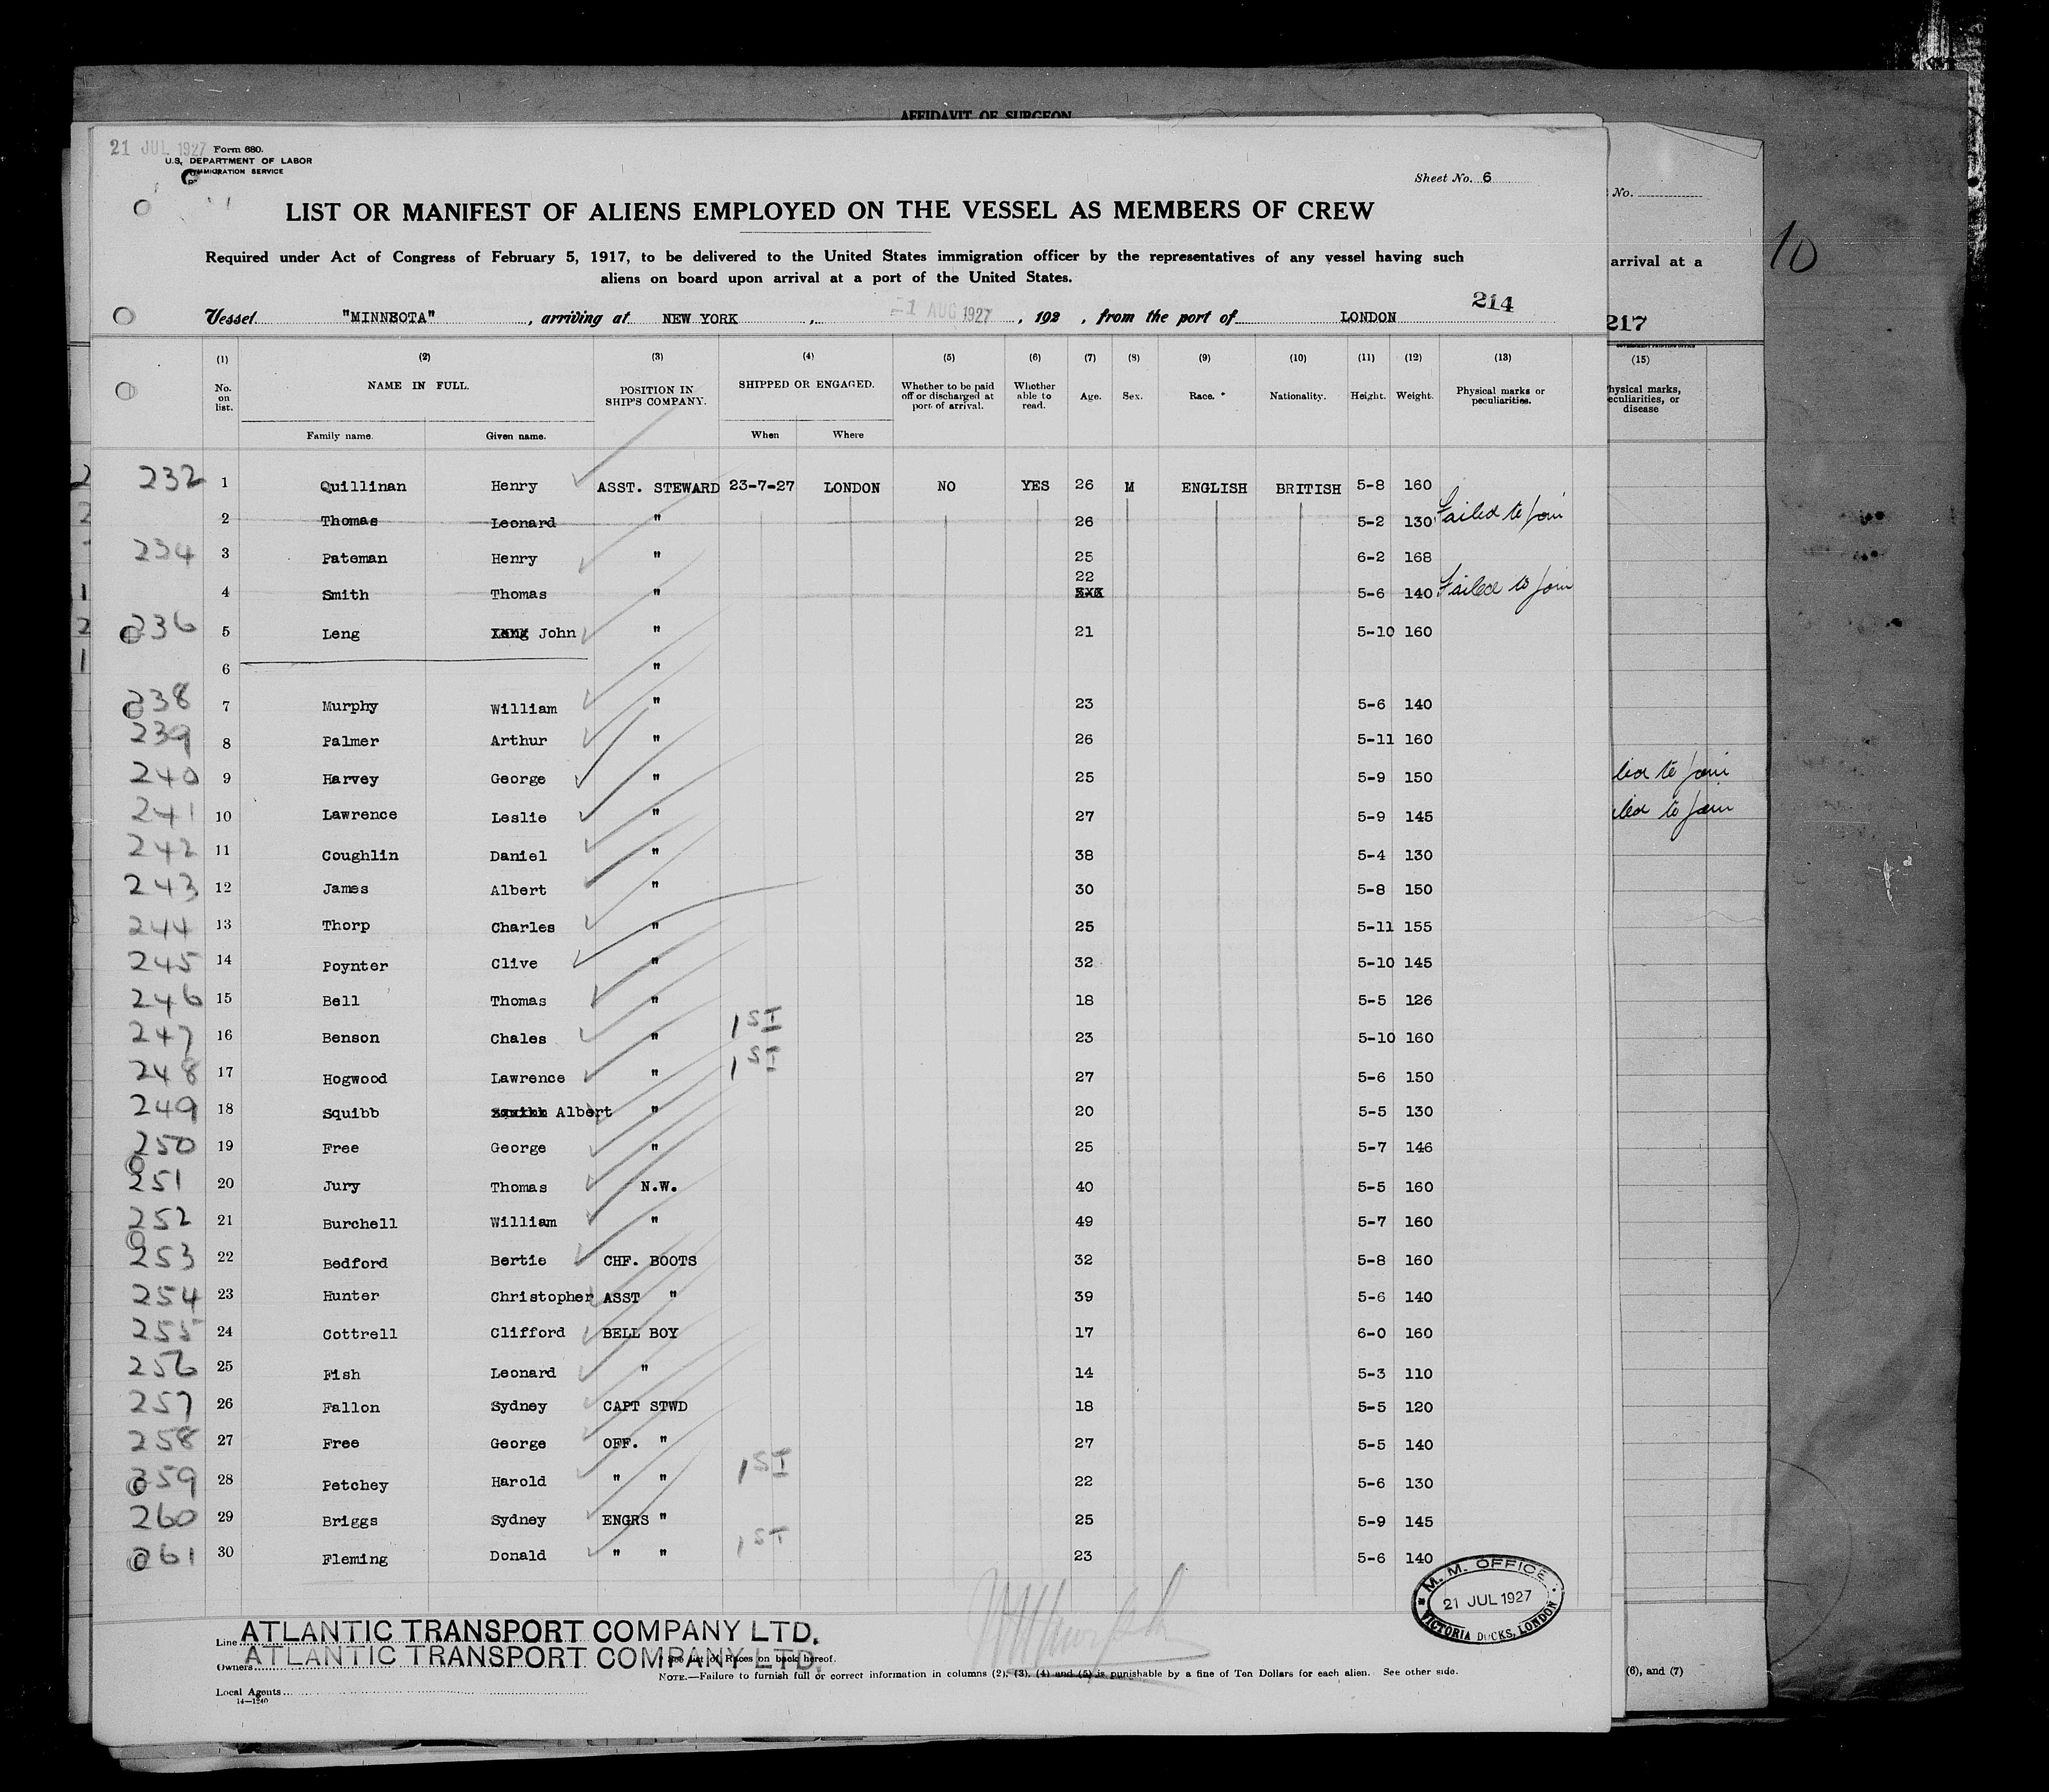 AFFIDAVIT OF SURGEON
21 JUL 1927 Form 680.
U.S. DEPARTMENT OF LABOR
IMMIGRATION SERVICE
Sheet No. 6
LIST OR MANIFEST OF ALIENS EMPLOYED ON THE VESSEL AS MEMBERS OF CREW
Required under Act of Congress of February 5, 1917, to be delivered to the United States immigration officer by the representatives of any vessel having such
aliens on board upon arrival at a port of the United States.
214
Vessel "MINNESOTA", arriving at NEW YORK, 1 AUG 1927, 192 , from the port of LONDON
(1) (2) (3) (4) (5) (6) (7) (8) (9) (10) (11) (12) (13)
No. on list. NAME IN FULL. POSITION IN SHIP'S COMPANY. SHIPPED OR ENGAGED. Whether to be paid off or discharged at port of arrival. Whether able to read. Age. Sex. Race.* Nationality. Height. Weight. Physical marks or peculiarities.
Family name. Given name. When Where
232 1 Quillinan Henry ASST. STEWARD 23-7-27 LONDON NO YES 26 M ENGLISH BRITISH 5-8 160
2 Thomas Leonard " 26 5-2 130 Failed to join
234 3 Pateman Henry " 25 6-2 168
22
4 Smith Thomas " 5-6 140 Failed to join
236 5 Leng John " 21 5-10 160
6 "
238 7 Murphy William " 23 5-6 140
239 8 Palmer Arthur " 26 5-11 160
240 9 Harvey George " 25 5-9 150
241 10 Lawrence Leslie " 27 5-9 145
242 11 Coughlin Daniel " 38 5-4 130
243 12 James Albert " 30 5-8 150
244 13 Thorp Charles " 25 5-11 155
245 14 Poynter Clive " 32 5-10 145
246 15 Bell Thomas " 18 5-5 126
247 16 Benson Chales " 1ST 23 5-10 160
248 17 Hogwood Lawrence " 1ST 27 5-6 150
249 18 Squibb Albert " 20 5-5 130
250 19 Free George " 25 5-7 146
251 20 Jury Thomas N.W. 40 5-5 160
252 21 Burchell William " 49 5-7 160
253 22 Bedford Bertie CHF. BOOTS 32 5-8 160
254 23 Hunter Christopher ASST " 39 5-6 140
255 24 Cottrell Clifford BELL BOY 17 6-0 160
256 25 Fish Leonard " 14 5-3 110
257 26 Fallon Sydney CAPT STWD 18 5-5 120
258 27 Free George OFF. " 27 5-5 140
259 28 Petchey Harold " " 1ST 22 5-6 130
260 29 Briggs Sydney ENGRS " 25 5-9 145
261 30 Fleming Donald " " 1ST 23 5-6 140
M. M. OFFICE
21 JUL 1927
VICTORIA DOCKS, LONDON
Line ATLANTIC TRANSPORT COMPANY LTD.
Owners ATLANTIC TRANSPORT COMPANY LTD.
* See list of Races on back hereof.
NOTE.—Failure to furnish full or correct information in columns (2), (3), (4) and (5) is punishable by a fine of Ten Dollars for each alien. See other side.
Local Agents
14—1240
No.
10
arrival at a
217
(15)
Physical marks, peculiarities, or disease
led to join
iled to join
(6), and (7)